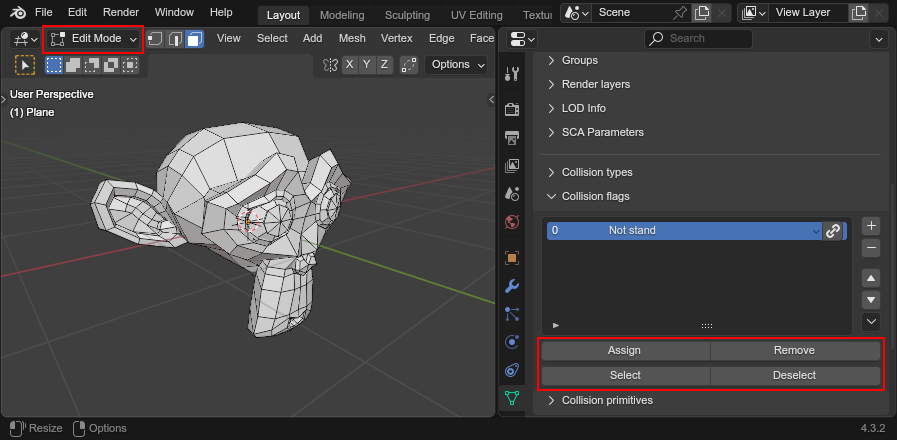 File Edit Render Window Help Layout Modeling Sculpting UV Editing Textur Scene View Layer
Edit Mode View Select Add Mesh Vertex Edge Face Search
X Y Z Options
User Perspective
(1) Plane
Groups
Render layers
LOD Info
SCA Parameters
Collision types
Collision flags
0 Not stand
Assign Remove
Select Deselect
Collision primitives
Resize Options 4.3.2